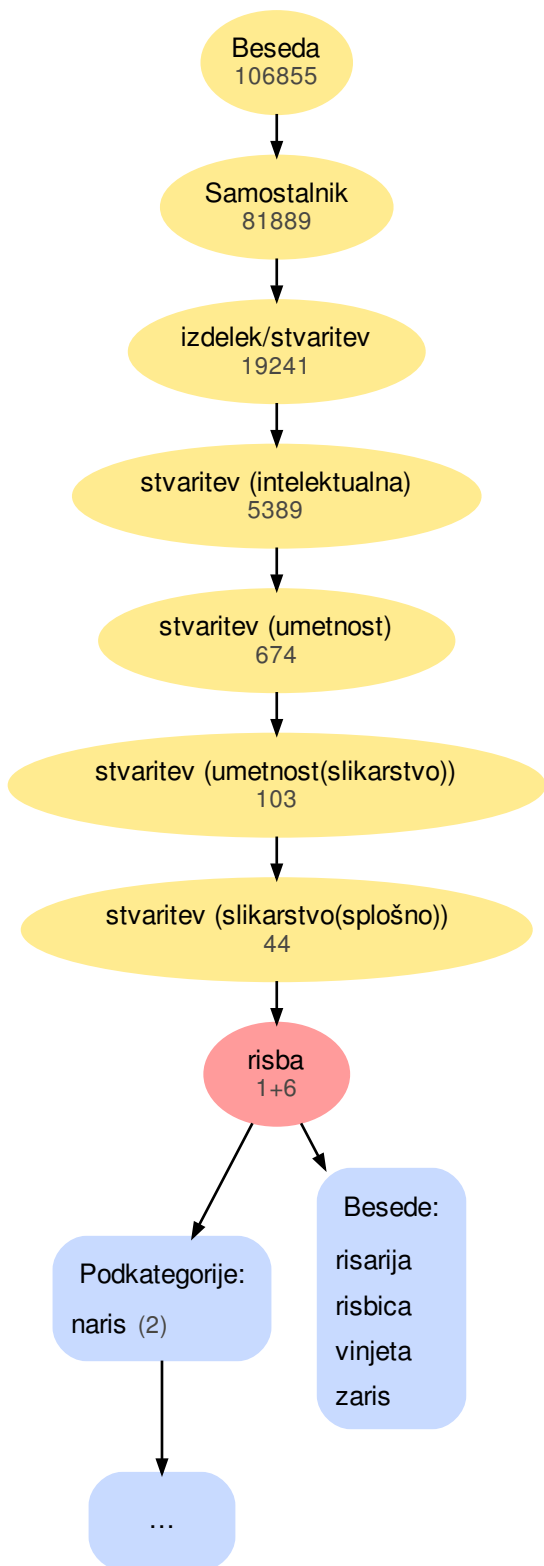 Beseda
106855
Samostalnik
81889
izdelek/stvaritev
19241
stvaritev (intelektualna)
5389
stvaritev (umetnost)
674
stvaritev (umetnost(slikarstvo))
103
stvaritev (slikarstvo(splošno))
44
risba
1+6
Podkategorije:
naris (2)
...
Besede:
risarija
risbica
vinjeta
zaris